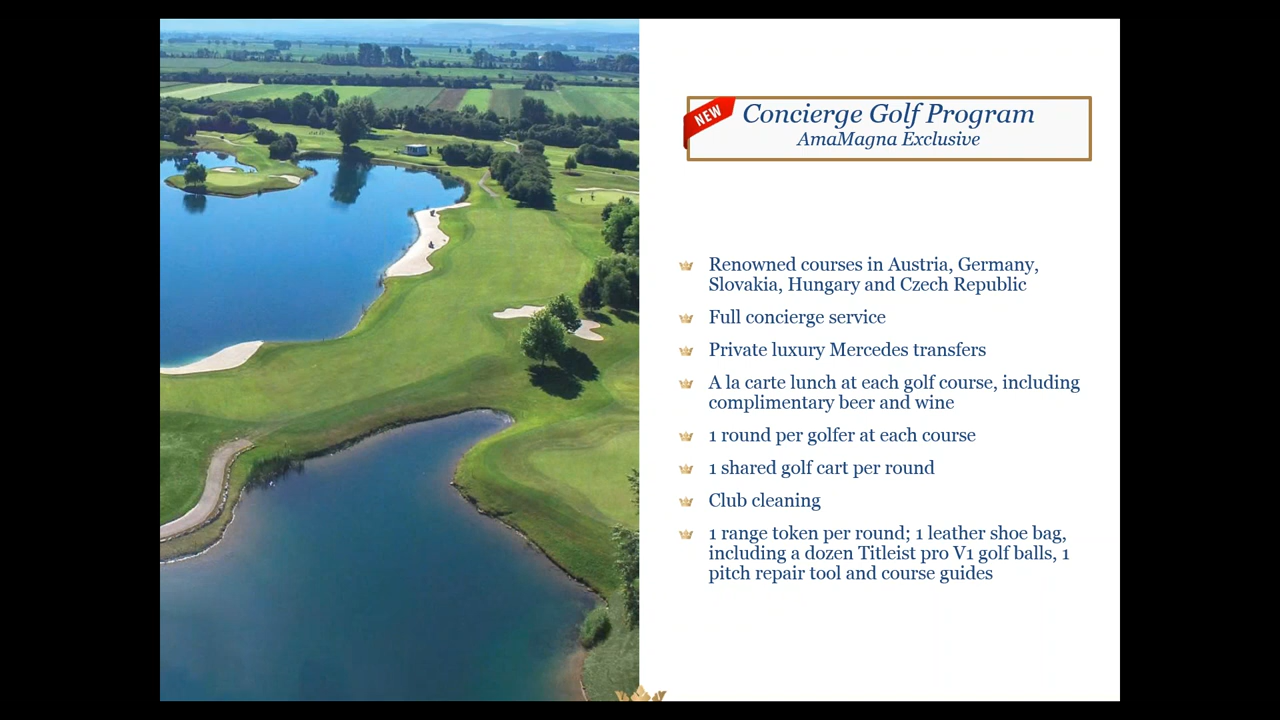 NEW
Concierge Golf Program
AmaMagna Exclusive
Renowned courses in Austria, Germany,
Slovakia, Hungary and Czech Republic
Full concierge service
Private luxury Mercedes transfers
A la carte lunch at each golf course, including
complimentary beer and wine
1 round per golfer at each course
1 shared golf cart per round
Club cleaning
1 range token per round; 1 leather shoe bag,
including a dozen Titleist pro V1 golf balls, 1
pitch repair tool and course guides